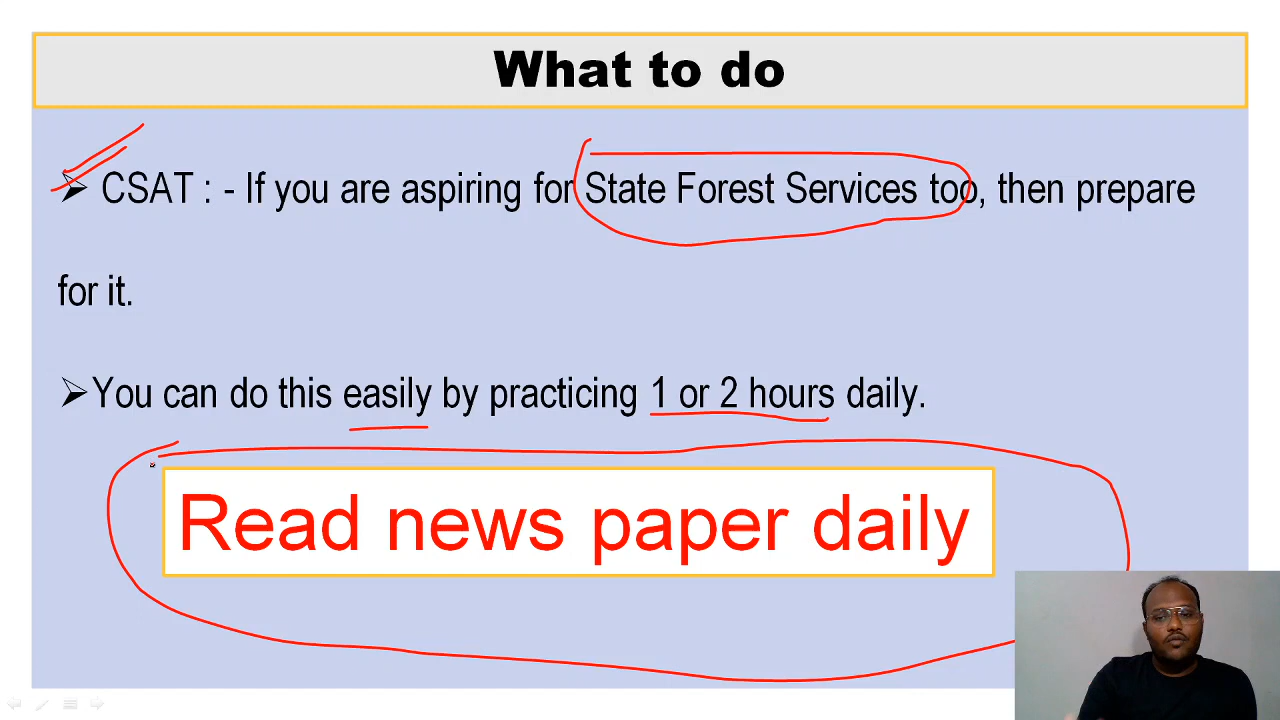 What to do
➢ CSAT : - If you are aspiring for State Forest Services too, then prepare
for it.
➢You can do this easily by practicing 1 or 2 hours daily.
Read news paper daily